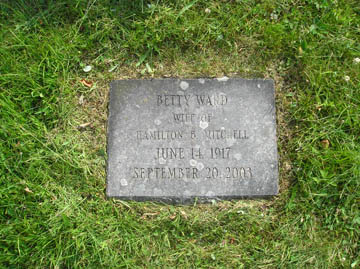 BETTY WARD
WIFE OF
HAMILTON B. MITCHELL
JUNE 14, 1917
SEPTEMBER 20, 2003